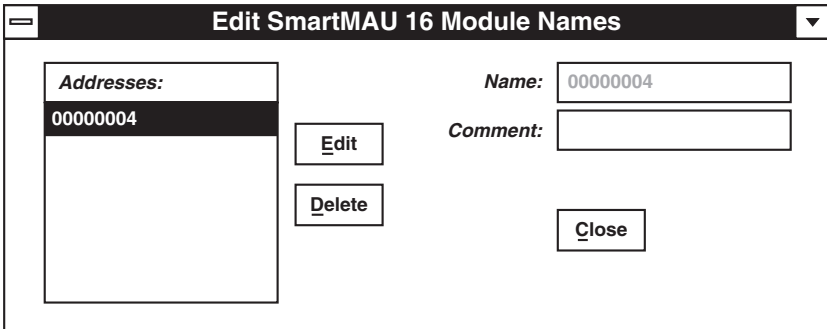 Edit SmartMAU 16 Module Names
Addresses:
00000004
Edit
Delete
Name: 00000004
Comment:
Close